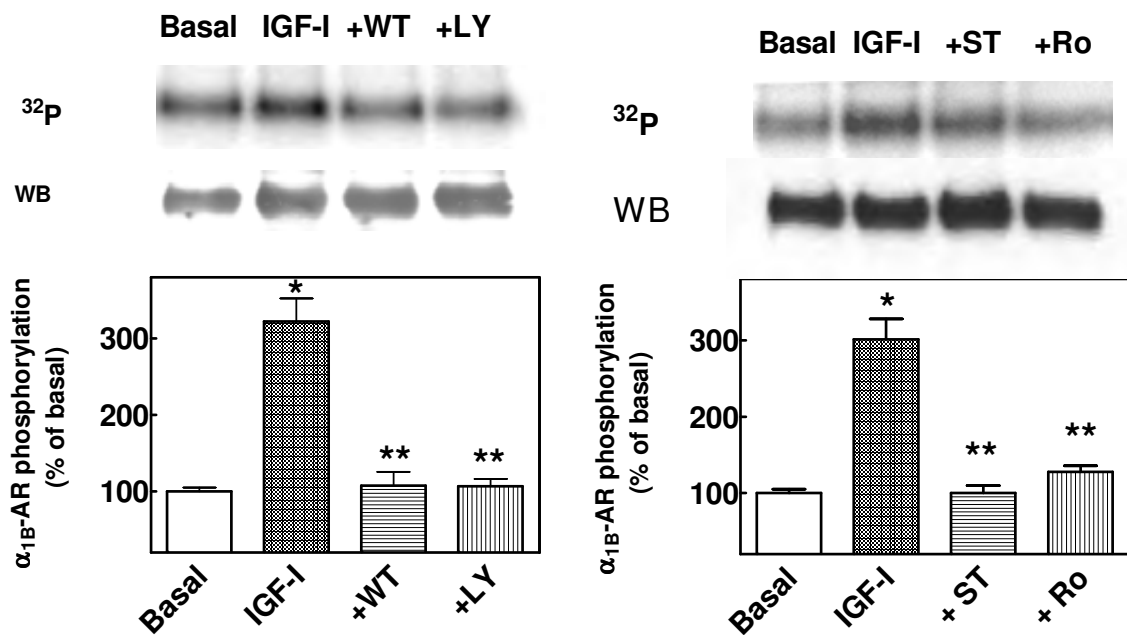 Basal IGF-I +WT +LY
³²P
WB
α₁B-AR phosphorylation
(% of basal)
300
200
100
*
**
**
Basal
IGF-I
+WT
+LY
Basal IGF-I +ST +Ro
³²P
WB
α₁B-AR phosphorylation
(% of basal)
300
200
100
*
**
**
Basal
IGF-I
+ ST
+ Ro